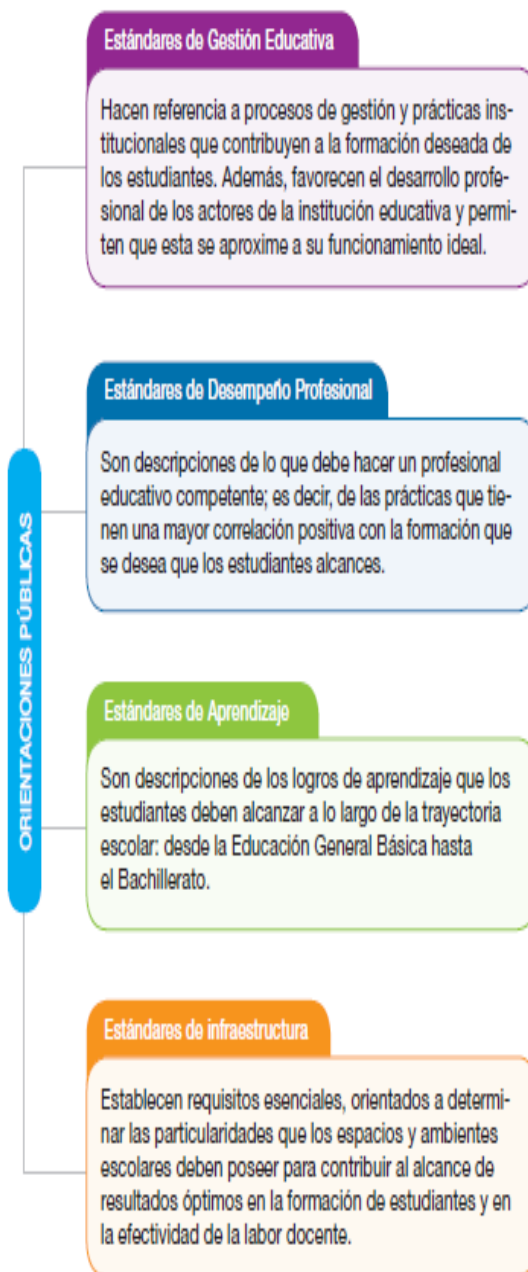 ORIENTACIONES PÚBLICAS
Estándares de Gestión Educativa
Hacen referencia a procesos de gestión y prácticas ins-
titucionales que contribuyen a la formación deseada de
los estudiantes. Además, favorecen el desarrollo profe-
sional de los actores de la institución educativa y permi-
ten que esta se aproxime a su funcionamiento ideal.
Estándares de Desempeño Profesional
Son descripciones de lo que debe hacer un profesional
educativo competente; es decir, de las prácticas que tie-
nen una mayor correlación positiva con la formación que
se desea que los estudiantes alcances.
Estándares de Aprendizaje
Son descripciones de los logros de aprendizaje que los
estudiantes deben alcanzar a lo largo de la trayectoria
escolar: desde la Educación General Básica hasta
el Bachillerato.
Estándares de infraestructura
Establecen requisitos esenciales, orientados a determi-
nar las particularidades que los espacios y ambientes
escolares deben poseer para contribuir al alcance de
resultados óptimos en la formación de estudiantes y en
la efectividad de la labor docente.